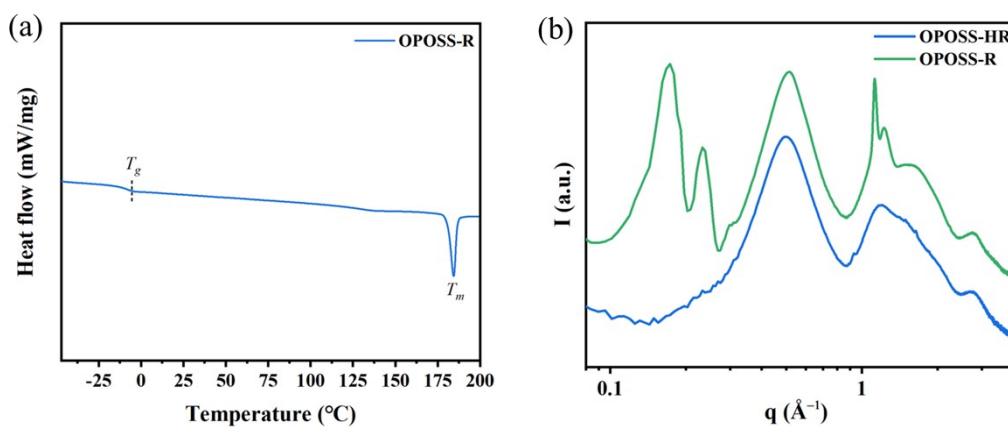 (a)
OPOSS-R
Heat flow (mW/mg)
Tg
Tm
-25 0 25 50 75 100 125 150 175 200
Temperature (°C)
(b)
OPOSS-HR
OPOSS-R
I (a.u.)
0.1 1
q (Å⁻¹)